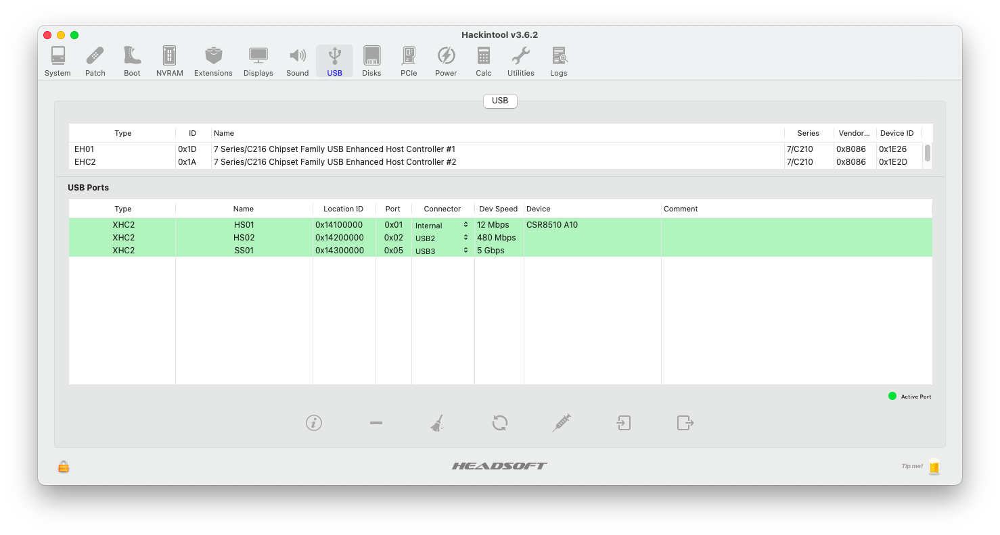 Hackintool v3.6.2
System Patch Boot NVRAM Extensions Displays Sound USB Disks PCIe Power Calc Utilities Logs
USB
Type ID Name Series Vendor... Device ID
EH01 0x1D 7 Series/C216 Chipset Family USB Enhanced Host Controller #1 7/C210 0x8086 0x1E26
EHC2 0x1A 7 Series/C216 Chipset Family USB Enhanced Host Controller #2 7/C210 0x8086 0x1E2D
USB Ports
Type Name Location ID Port Connector Dev Speed Device Comment
XHC2 HS01 0x14100000 0x01 Internal 12 Mbps CSR8510 A10
XHC2 HS02 0x14200000 0x02 USB2 480 Mbps
XHC2 SS01 0x14300000 0x05 USB3 5 Gbps
Active Port
HEADSOFT
Tip me!